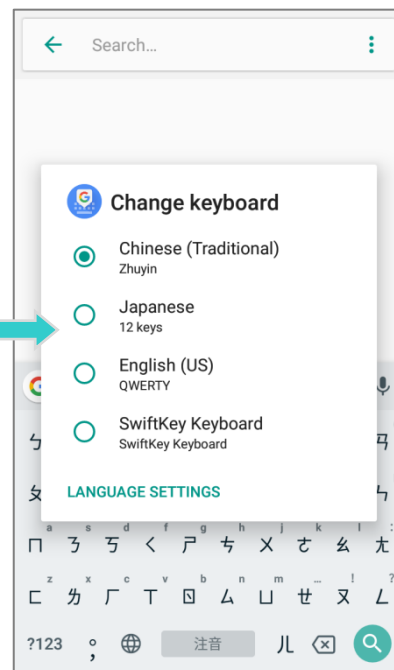 Search…
Change keyboard
Chinese (Traditional)
Zhuyin
Japanese
12 keys
English (US)
QWERTY
SwiftKey Keyboard
SwiftKey Keyboard
LANGUAGE SETTINGS
ㄅ ㄢ
ㄆ ㄣ
a s d f g h j k l :
ㄇ ㄋ ㄎ ㄑ ㄕ ㄘ ㄨ ㄜ ㄠ ㄤ
z x c v b n m … ! ?
ㄈ ㄌ ㄏ ㄒ ㄖ ㄙ ㄩ ㄝ ㄡ ㄥ
?123 ° ; 注音 ㄦ